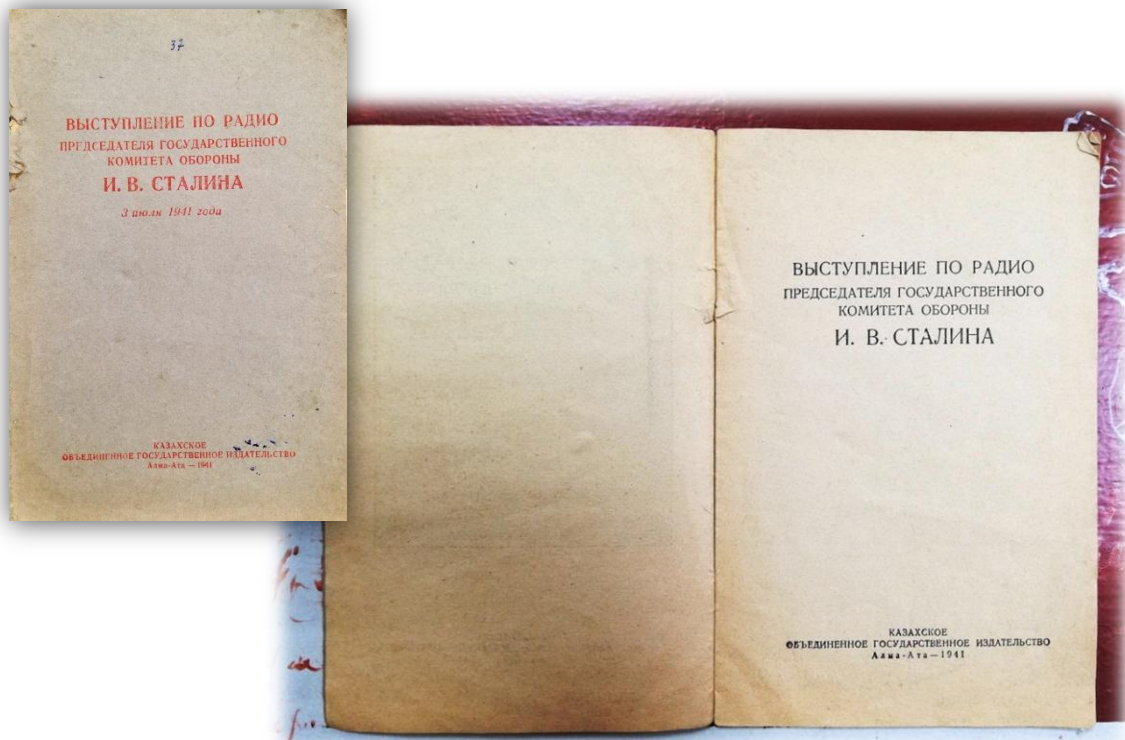 37
ВЫСТУПЛЕНИЕ ПО РАДИО
ПРЕДСЕДАТЕЛЯ ГОСУДАРСТВЕННОГО
КОМИТЕТА ОБОРОНЫ
И. В. СТАЛИНА
3 июля 1941 года
КАЗАХСКОЕ
ОБЪЕДИНЕННОЕ ГОСУДАРСТВЕННОЕ ИЗДАТЕЛЬСТВО
Алма-Ата — 1941
ВЫСТУПЛЕНИЕ ПО РАДИО
ПРЕДСЕДАТЕЛЯ ГОСУДАРСТВЕННОГО
КОМИТЕТА ОБОРОНЫ
И. В. СТАЛИНА
КАЗАХСКОЕ
ОБЪЕДИНЕННОЕ ГОСУДАРСТВЕННОЕ ИЗДАТЕЛЬСТВО
Алма-Ата — 1941